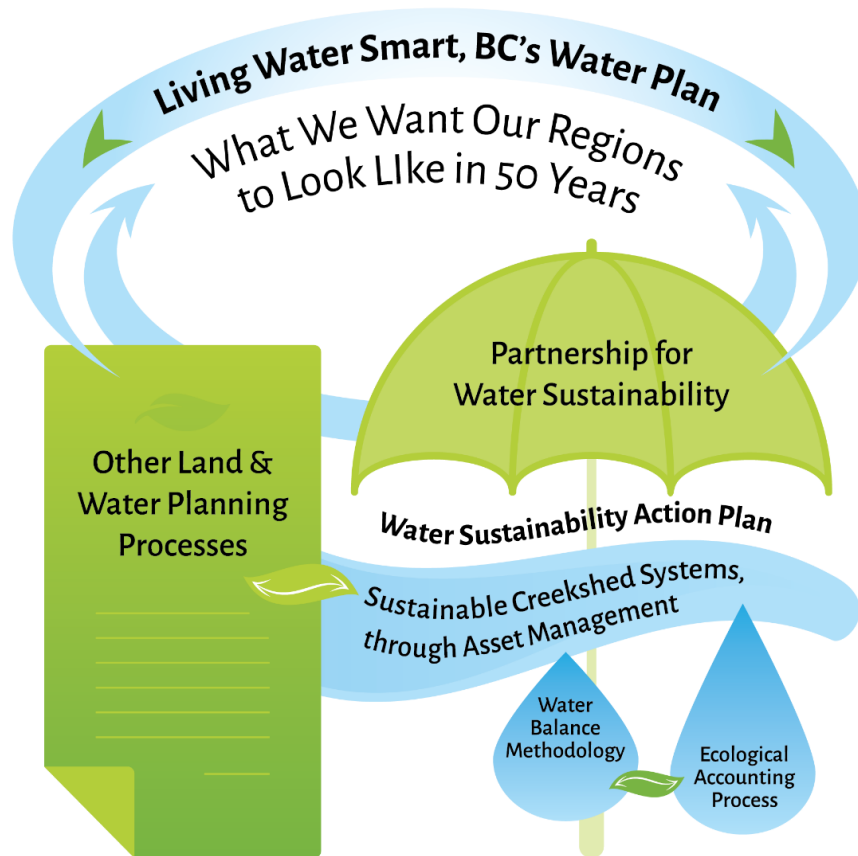 Living Water Smart, BC's Water Plan
What We Want Our Regions
to Look LIke in 50 Years
Partnership for
Water Sustainability
Other Land &
Water Planning
Processes
Water Sustainability Action Plan
Sustainable Creekshed Systems,
through Asset Management
Water
Balance
Methodology
Ecological
Accounting
Process